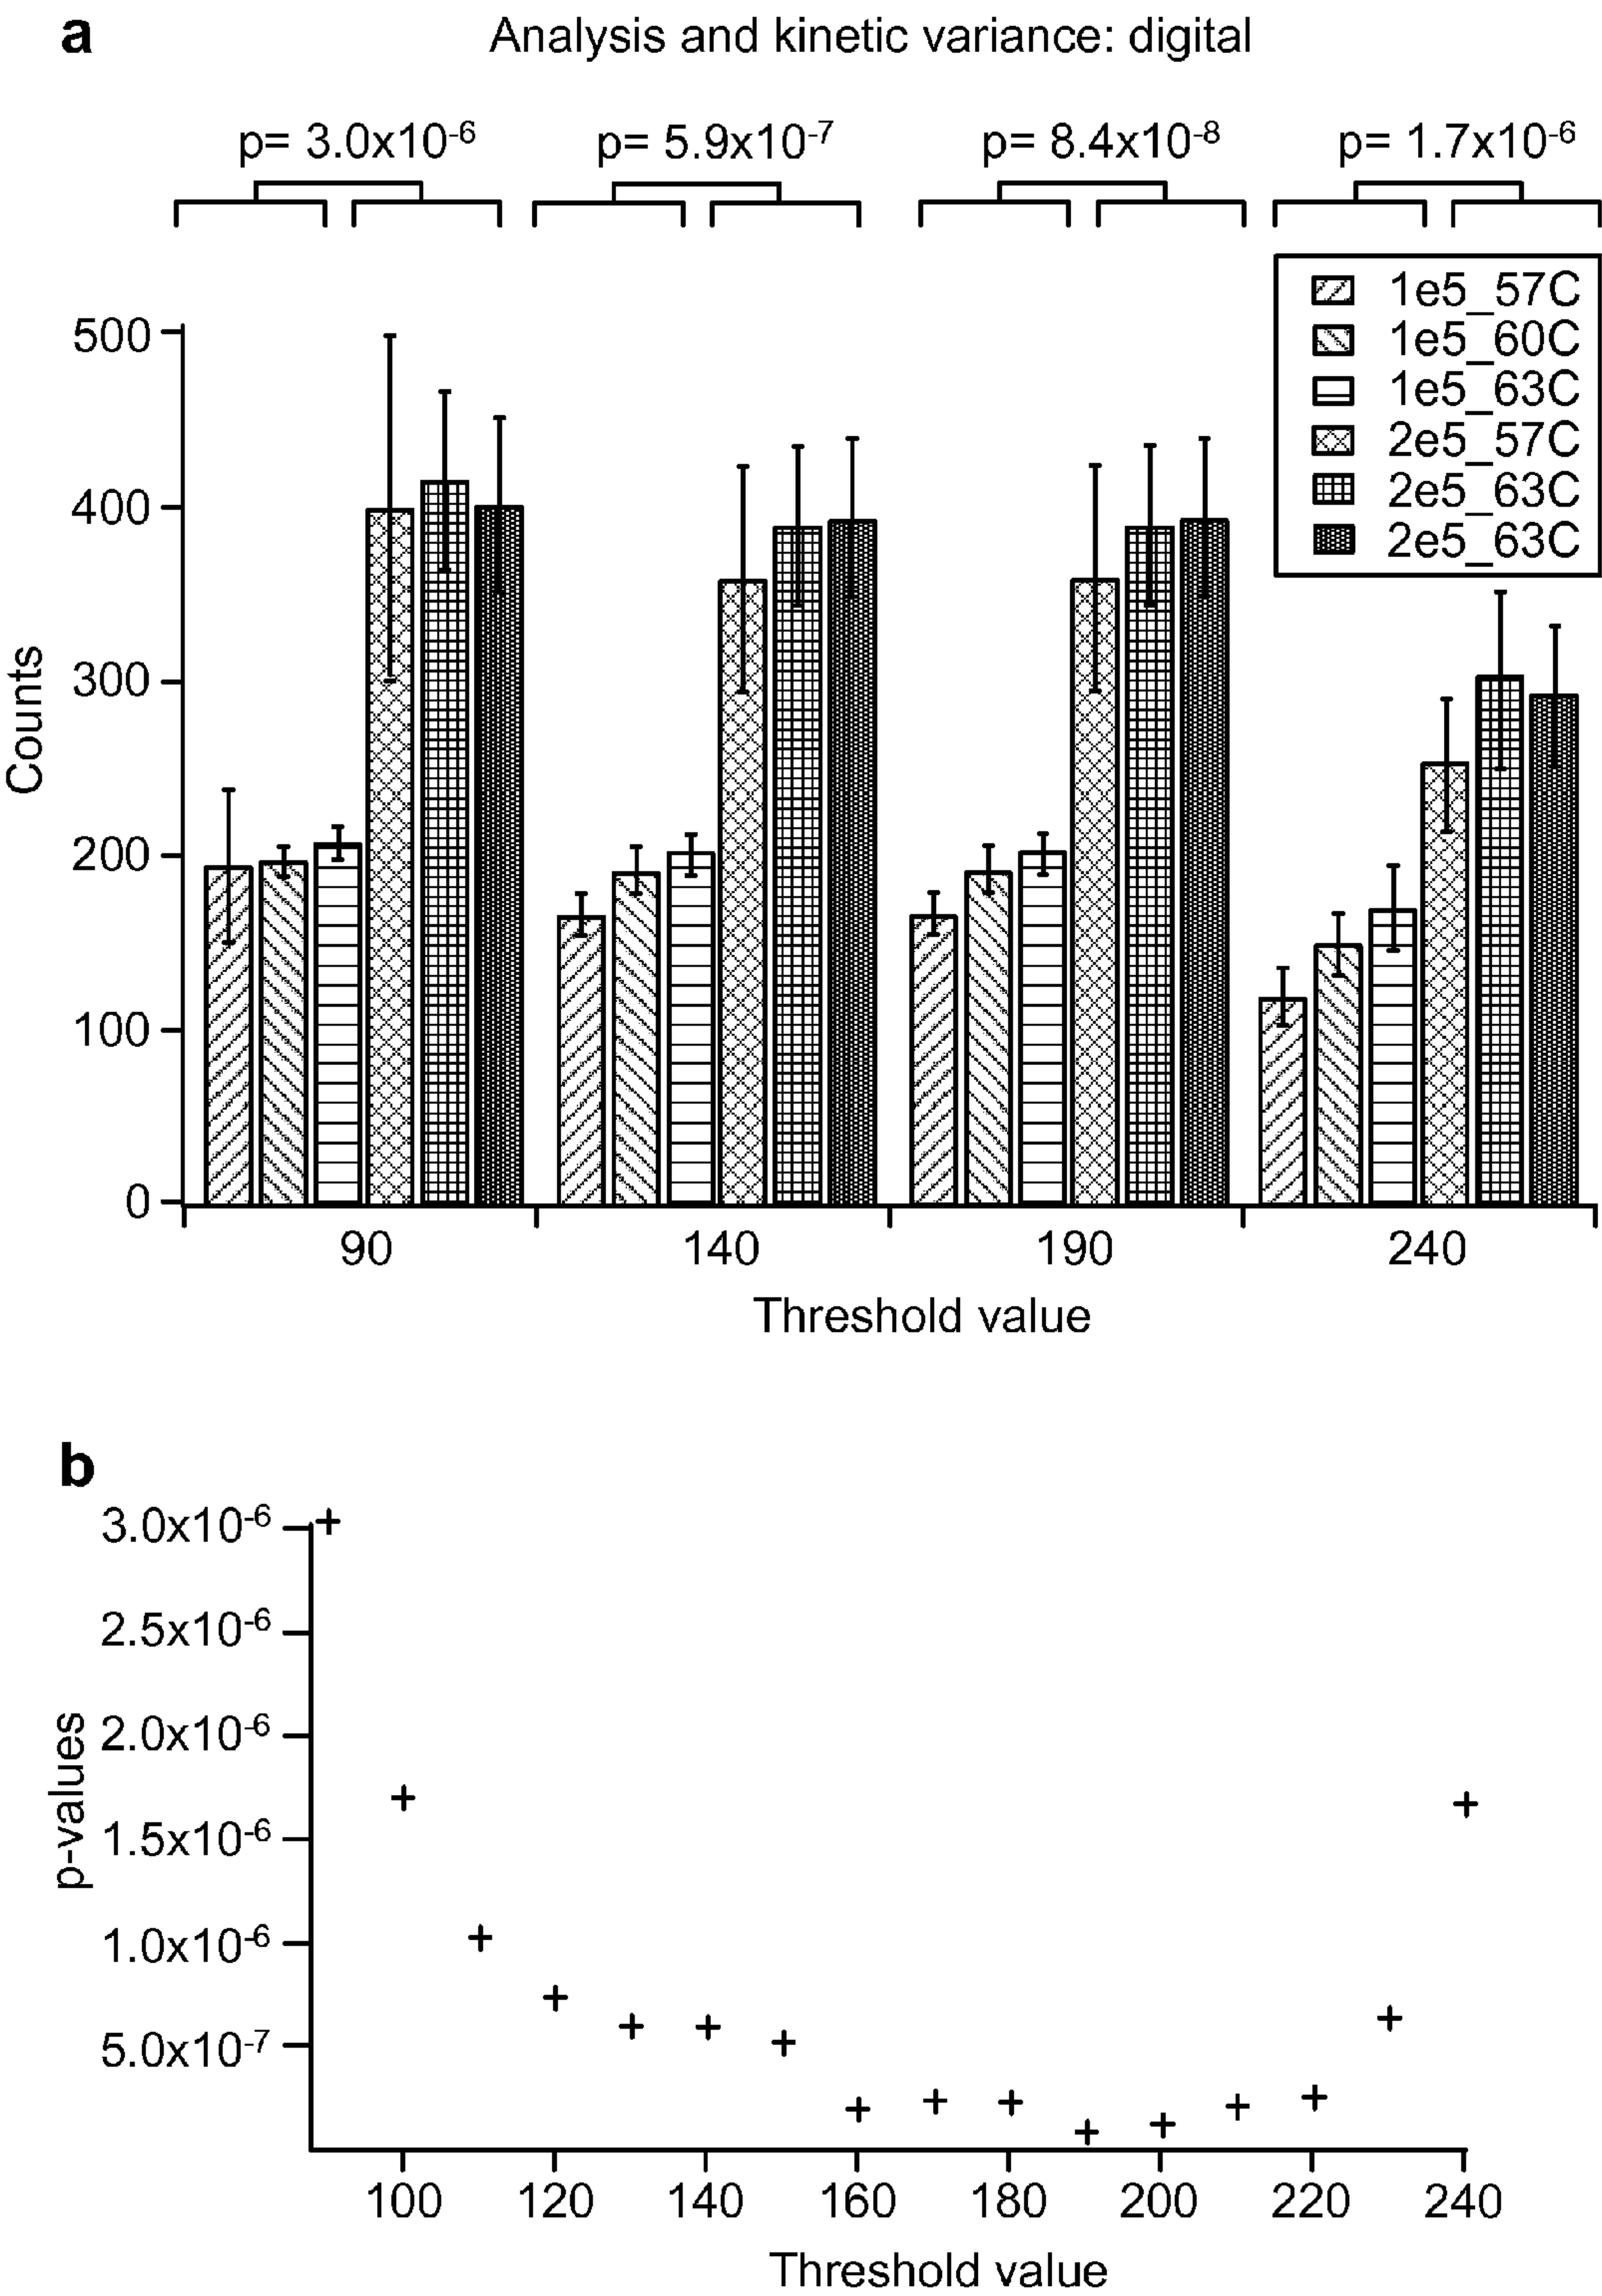 a
Analysis and kinetic variance: digital
p= 3.0x10-6 p= 5.9x10-7 p= 8.4x10-8 p= 1.7x10-6
1e5_57C
1e5_60C
1e5_63C
2e5_57C
2e5_63C
2e5_63C
500
400
300
200
100
0
Counts
90 140 190 240
Threshold value
b
3.0x10-6
2.5x10-6
2.0x10-6
1.5x10-6
1.0x10-6
5.0x10-7
p-values
100 120 140 160 180 200 220 240
Threshold value